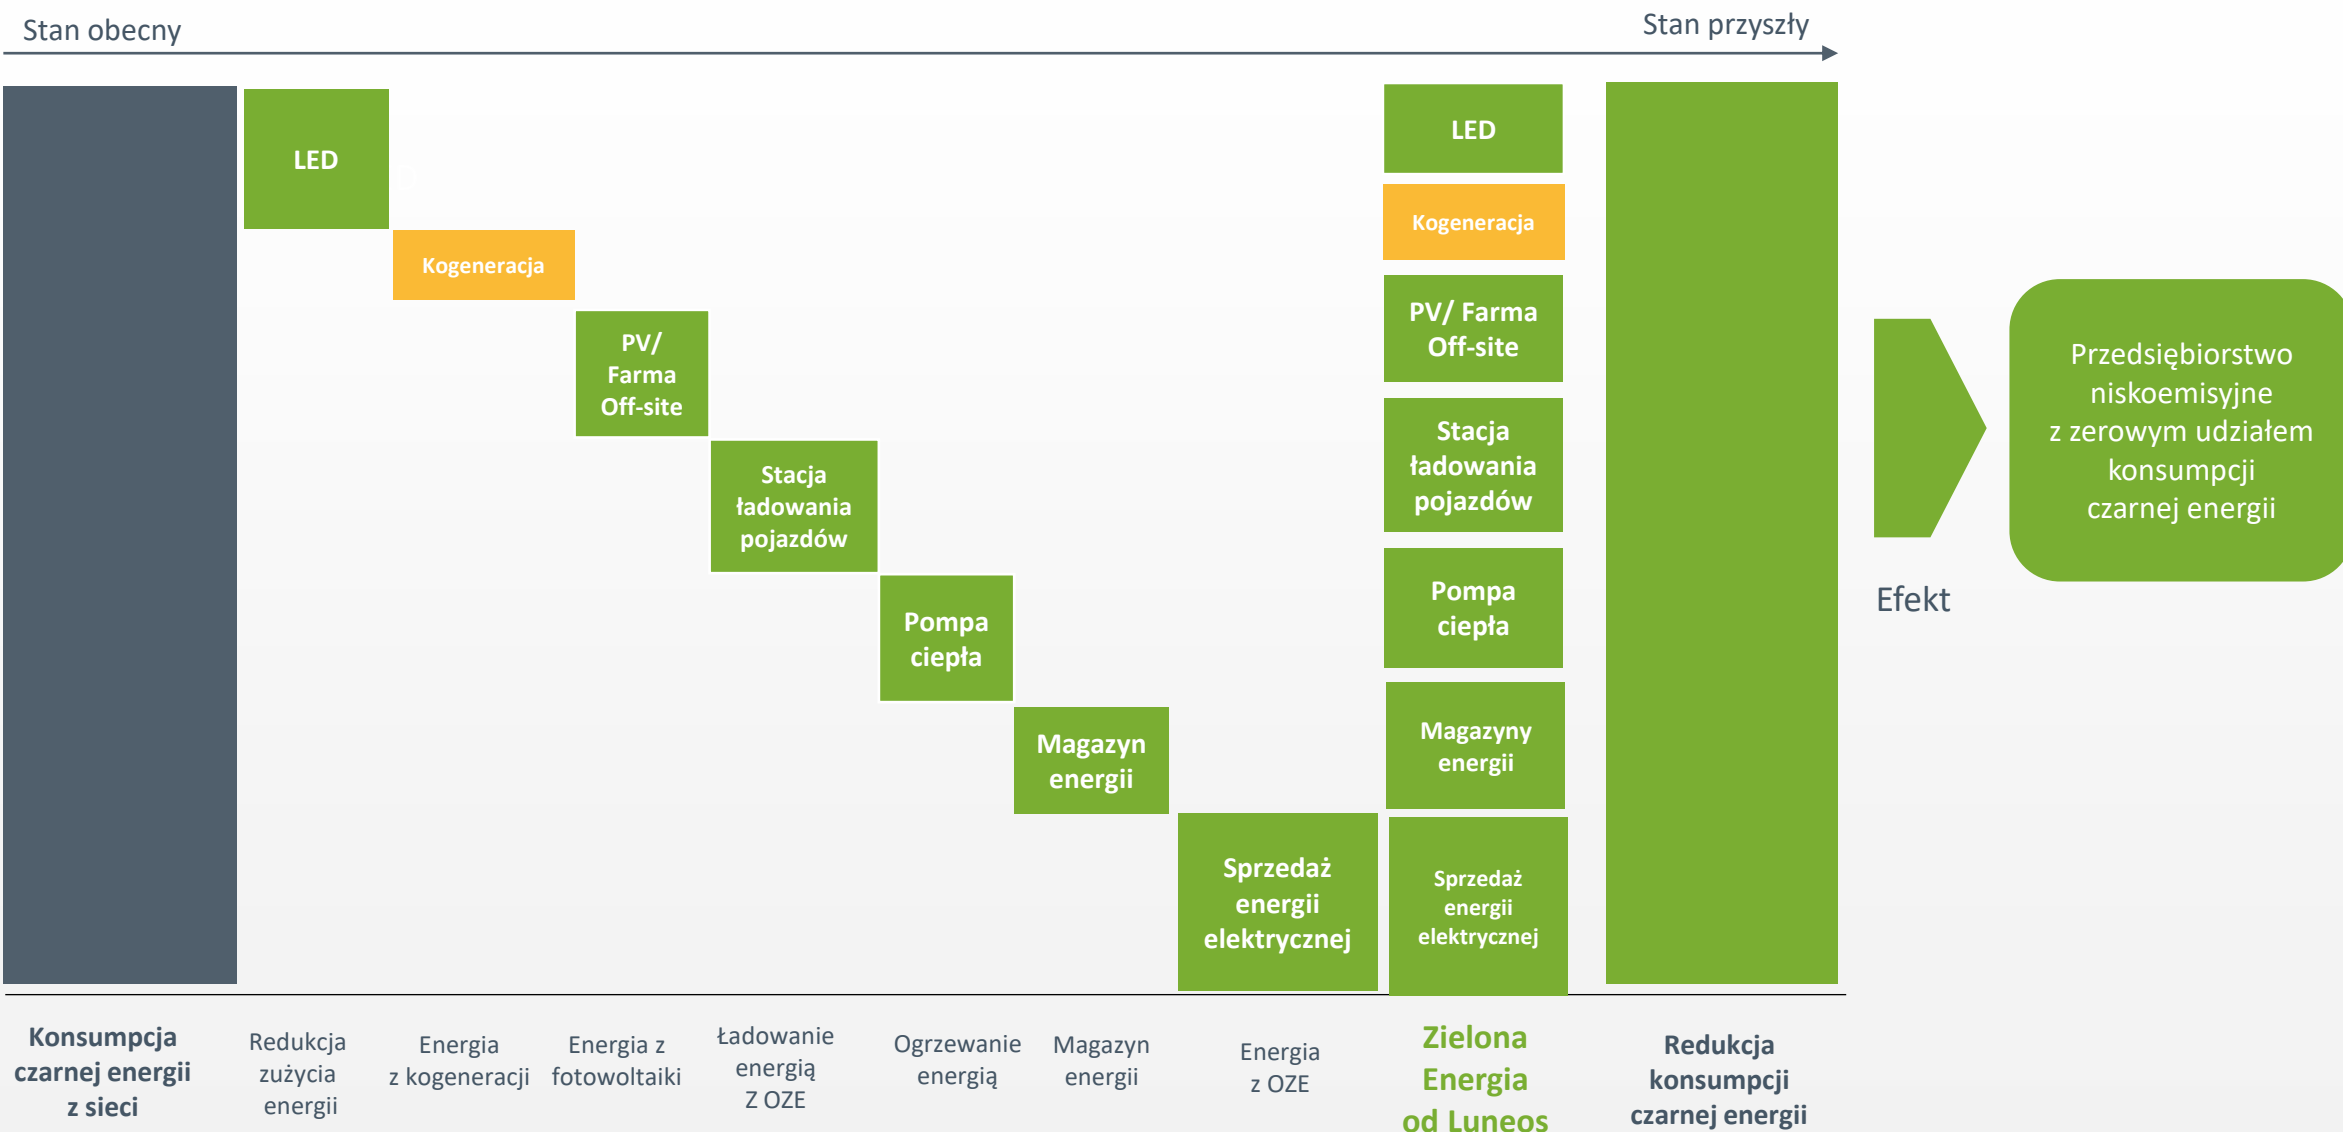 Stan obecny
Stan przyszły
LED
Kogeneracja
PV/
Farma
Off-site
Stacja
ładowania
pojazdów
Pompa
ciepła
Magazyn
energii
Sprzedaż
energii
elektrycznej
LED
Kogeneracja
PV/ Farma
Off-site
Stacja
ładowania
pojazdów
Pompa
ciepła
Magazyny
energii
Sprzedaż
energii
elektrycznej
Efekt
Przedsiębiorstwo
niskoemisyjne
z zerowym udziałem
konsumpcji
czarnej energii
Konsumpcja
czarnej energii
z sieci
Redukcja
zużycia
energii
Energia
z kogeneracji
Energia z
fotowoltaiki
Ładowanie
energią
Z OZE
Ogrzewanie
energią
Magazyn
energii
Energia
z OZE
Zielona
Energia
od Luneos
Redukcja
konsumpcji
czarnej energii